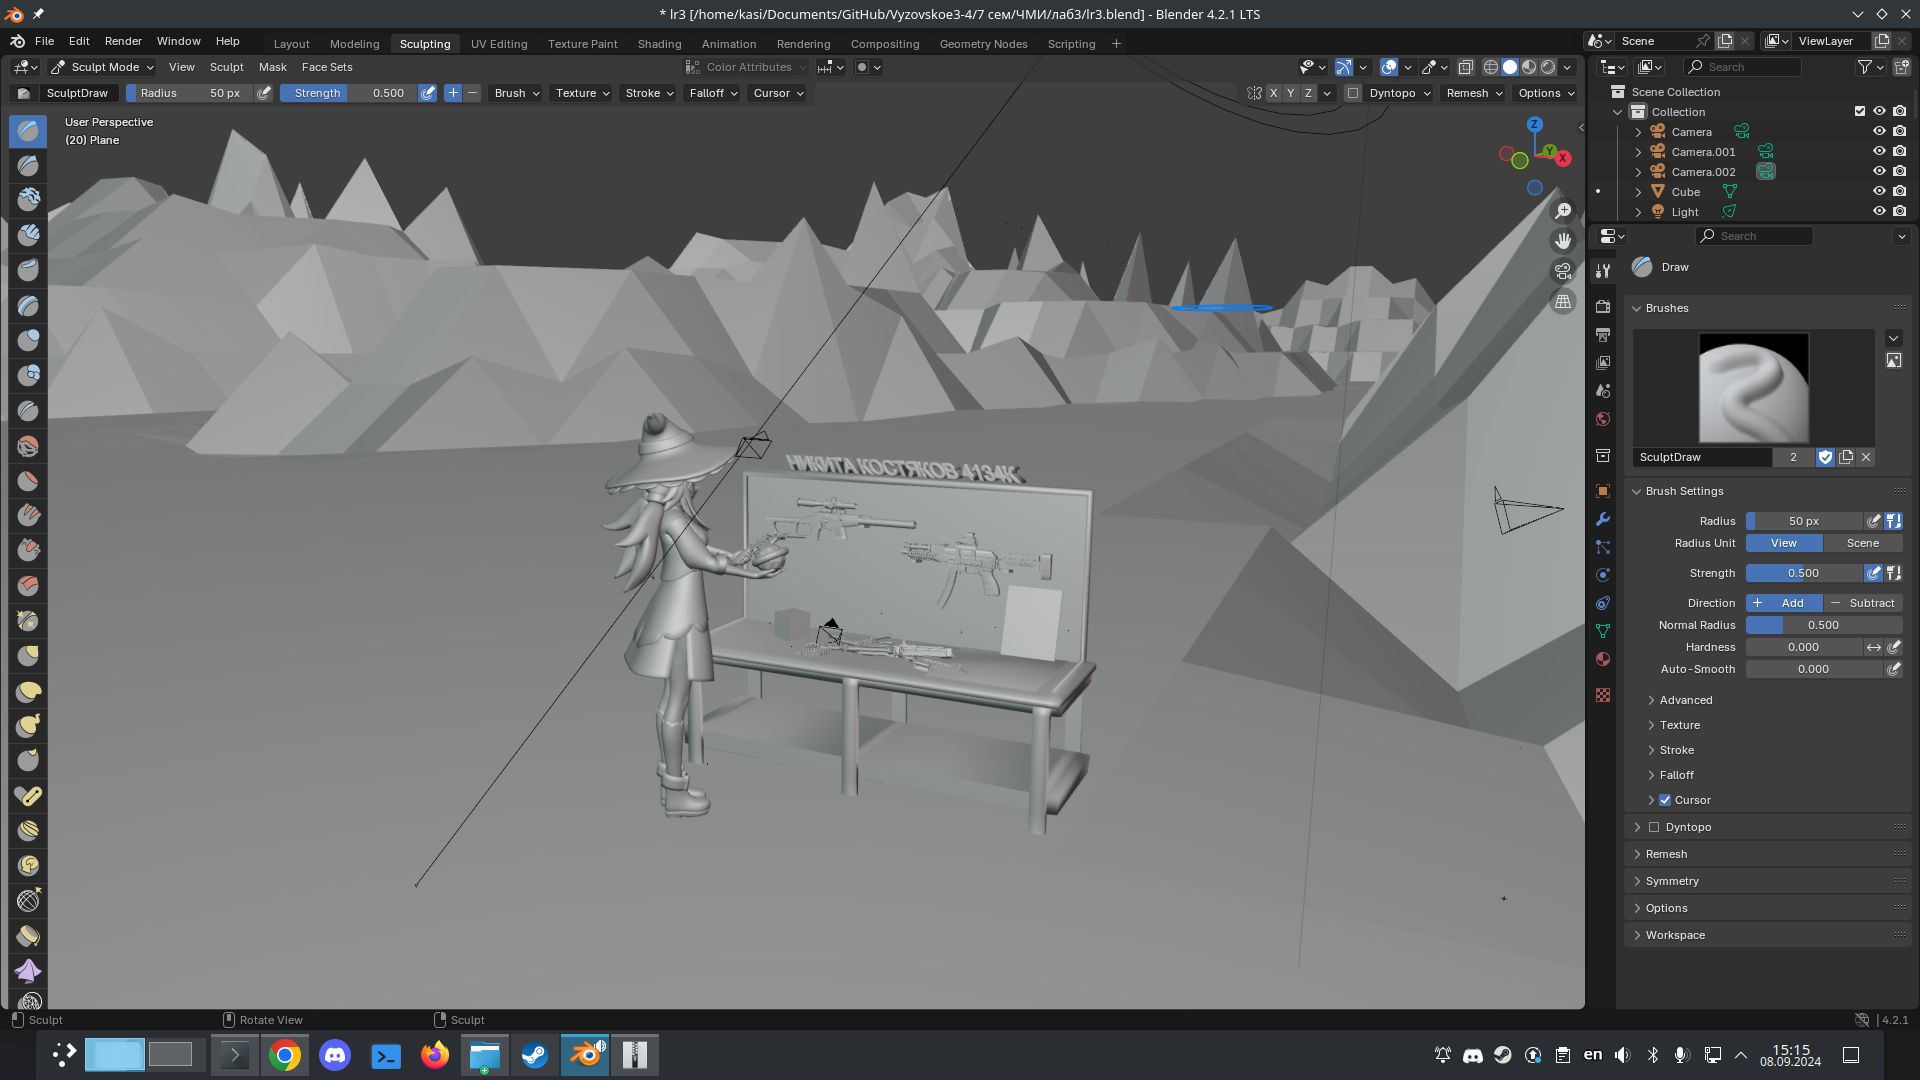 * lr3 [/home/kasi/Documents/GitHub/Vyzovskoe3-4/7 сем/ЧМИ/лаб3/lr3.blend] - Blender 4.2.1 LTS
File Edit Render Window Help
Layout Modeling Sculpting UV Editing Texture Paint Shading Animation Rendering Compositing Geometry Nodes Scripting +
Scene
ViewLayer
Sculpt Mode View Sculpt Mask Face Sets
Color Attributes
Search
SculptDraw Radius 50 px Strength 0.500 + − Brush Texture Stroke Falloff Cursor
X Y Z Dyntopo Remesh Options
Scene Collection
Collection
Camera
Camera.001
Camera.002
Cube
Light
User Perspective
(20) Plane
Z
Y
X
НИКИТА КОСТЯКОВ 4134К
Search
Draw
Brushes
SculptDraw 2
Brush Settings
Radius 50 px
Radius Unit View Scene
Strength 0.500
Direction + Add − Subtract
Normal Radius 0.500
Hardness 0.000
Auto-Smooth 0.000
Advanced
Texture
Stroke
Falloff
Cursor
Dyntopo
Remesh
Symmetry
Options
Workspace
Sculpt
Rotate View
Sculpt
4.2.1
en
15:15
08.09.2024